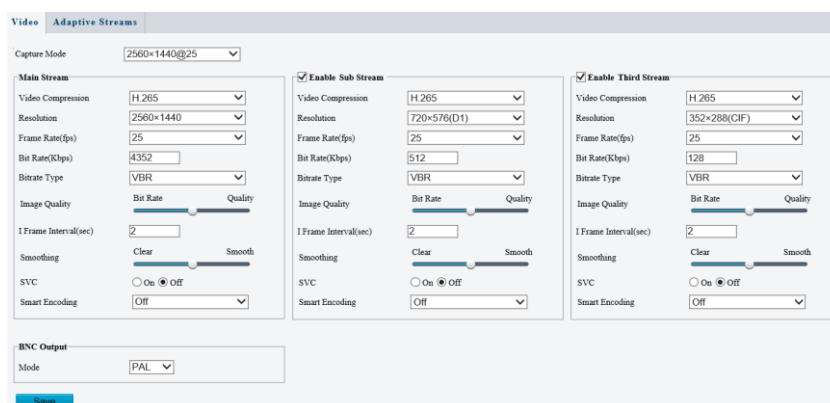 Video Adaptive Streams
Capture Mode 2560×1440@25
Main Stream
Video Compression H.265
Resolution 2560×1440
Frame Rate(fps) 25
Bit Rate(Kbps) 4352
Bitrate Type VBR
Image Quality Bit Rate Quality
I Frame Interval(sec) 2
Smoothing Clear Smooth
SVC On Off
Smart Encoding Off
Enable Sub Stream
Video Compression H.265
Resolution 720×576(D1)
Frame Rate(fps) 25
Bit Rate(Kbps) 512
Bitrate Type VBR
Image Quality Bit Rate Quality
I Frame Interval(sec) 2
Smoothing Clear Smooth
SVC On Off
Smart Encoding Off
Enable Third Stream
Video Compression H.265
Resolution 352×288(CIF)
Frame Rate(fps) 25
Bit Rate(Kbps) 128
Bitrate Type VBR
Image Quality Bit Rate Quality
I Frame Interval(sec) 2
Smoothing Clear Smooth
SVC On Off
Smart Encoding Off
BNC Output
Mode PAL
Save